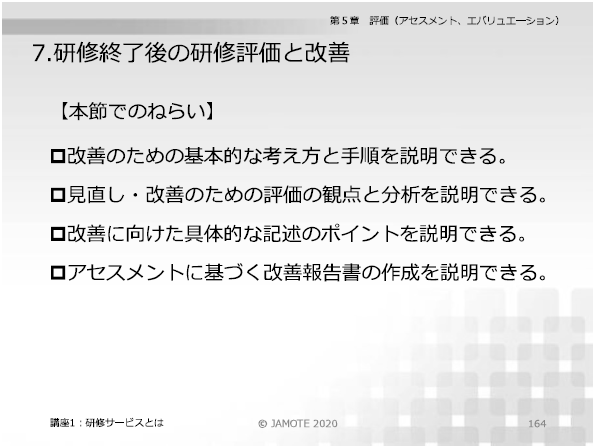 第５章　評価（アセスメント、エバリュエーション）
7.研修終了後の研修評価と改善
【本節でのねらい】
□改善のための基本的な考え方と手順を説明できる。
□見直し・改善のための評価の観点と分析を説明できる。
□改善に向けた具体的な記述のポイントを説明できる。
□アセスメントに基づく改善報告書の作成を説明できる。
講座1：研修サービスとは
© JAMOTE 2020
164